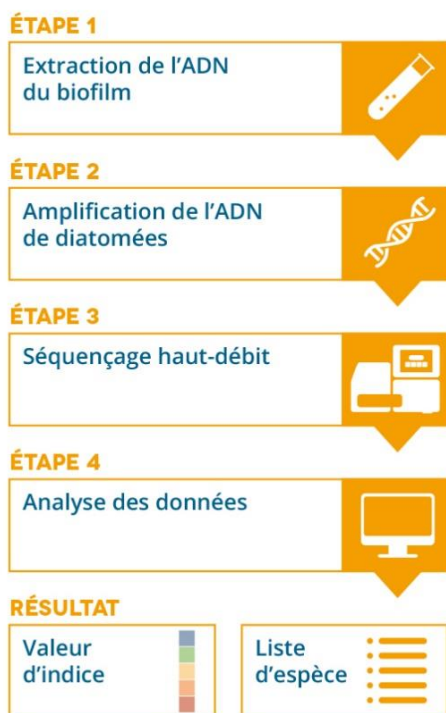 ÉTAPE 1
Extraction de l'ADN
du biofilm
ÉTAPE 2
Amplification de l'ADN
de diatomées
ÉTAPE 3
Séquençage haut-débit
ÉTAPE 4
Analyse des données
RÉSULTAT
Valeur
d'indice
Liste
d'espèce